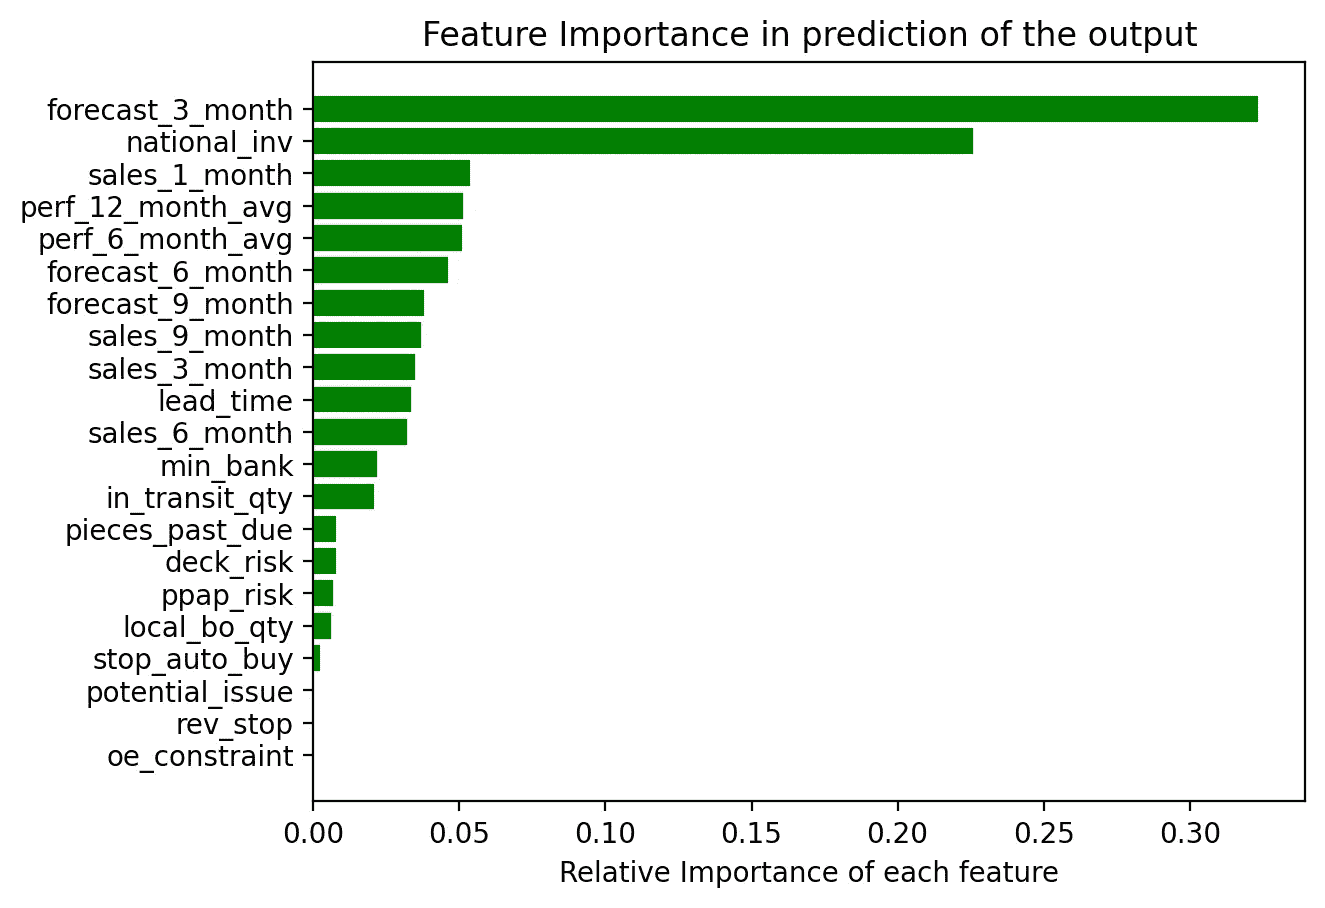 Feature Importance in prediction of the output
forecast_3_month
national_inv
sales_1_month
perf_12_month_avg
perf_6_month_avg
forecast_6_month
forecast_9_month
sales_9_month
sales_3_month
lead_time
sales_6_month
min_bank
in_transit_qty
pieces_past_due
deck_risk
ppap_risk
local_bo_qty
stop_auto_buy
potential_issue
rev_stop
oe_constraint
0.00 0.05 0.10 0.15 0.20 0.25 0.30
Relative Importance of each feature